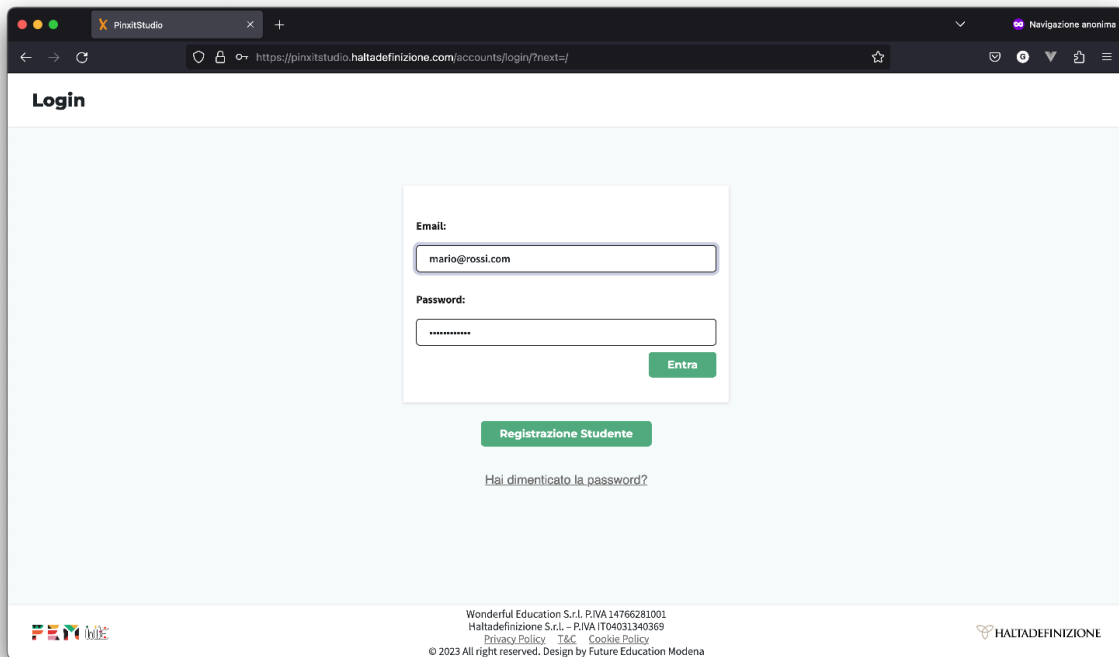 PinxitStudio
Navigazione anonima
https://pinxitstudio.haltadefinizione.com/accounts/login/?next=/
G
Login
Email:
mario@rossi.com
Password:
Entra
Registrazione Studente
Hai dimenticato la password?
Wonderful Education S.r.l. P.IVA 14766281001
Haltadefinizione S.r.l. – P.IVA IT04031340369
Privacy Policy T&C Cookie Policy
© 2023 All right reserved. Design by Future Education Modena
FEM
HALTADEFINIZIONE